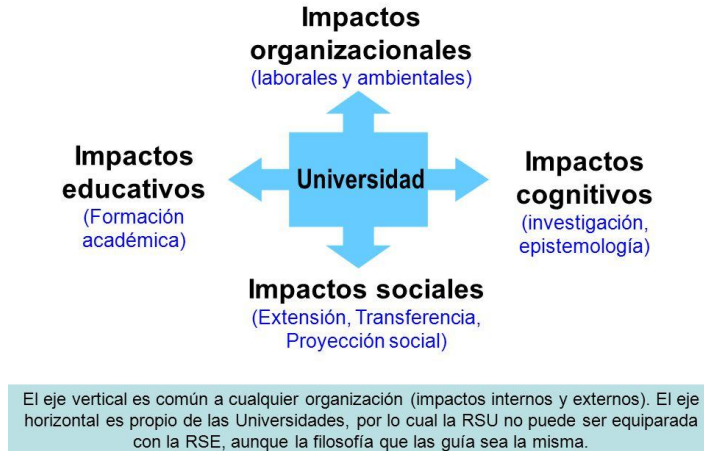 Impactos
organizacionales
(laborales y ambientales)
Impactos
educativos
(Formación
académica)
Universidad
Impactos
cognitivos
(investigación,
epistemología)
Impactos sociales
(Extensión, Transferencia,
Proyección social)
El eje vertical es común a cualquier organización (impactos internos y externos). El eje
horizontal es propio de las Universidades, por lo cual la RSU no puede ser equiparada
con la RSE, aunque la filosofía que las guía sea la misma.